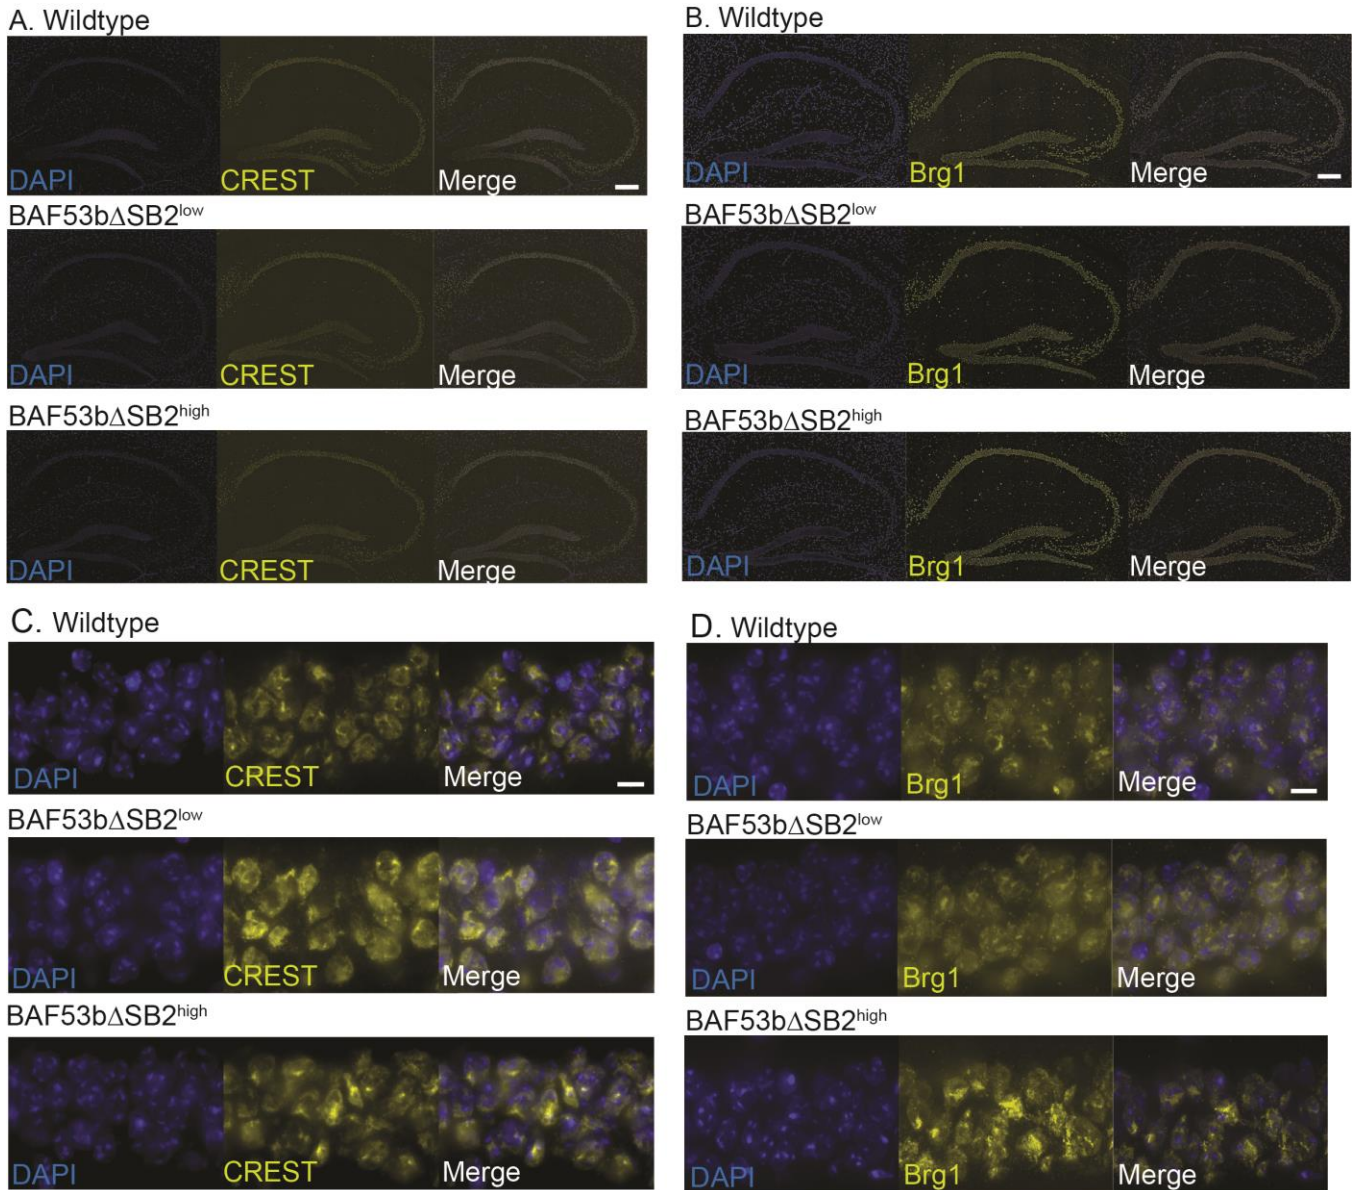 A. Wildtype
DAPI CREST Merge
BAF53bΔSB2low
DAPI CREST Merge
BAF53bΔSB2high
DAPI CREST Merge
B. Wildtype
DAPI Brg1 Merge
BAF53bΔSB2low
DAPI Brg1 Merge
BAF53bΔSB2high
DAPI Brg1 Merge
C. Wildtype
DAPI CREST Merge
BAF53bΔSB2low
DAPI CREST Merge
BAF53bΔSB2high
DAPI CREST Merge
D. Wildtype
DAPI Brg1 Merge
BAF53bΔSB2low
DAPI Brg1 Merge
BAF53bΔSB2high
DAPI Brg1 Merge